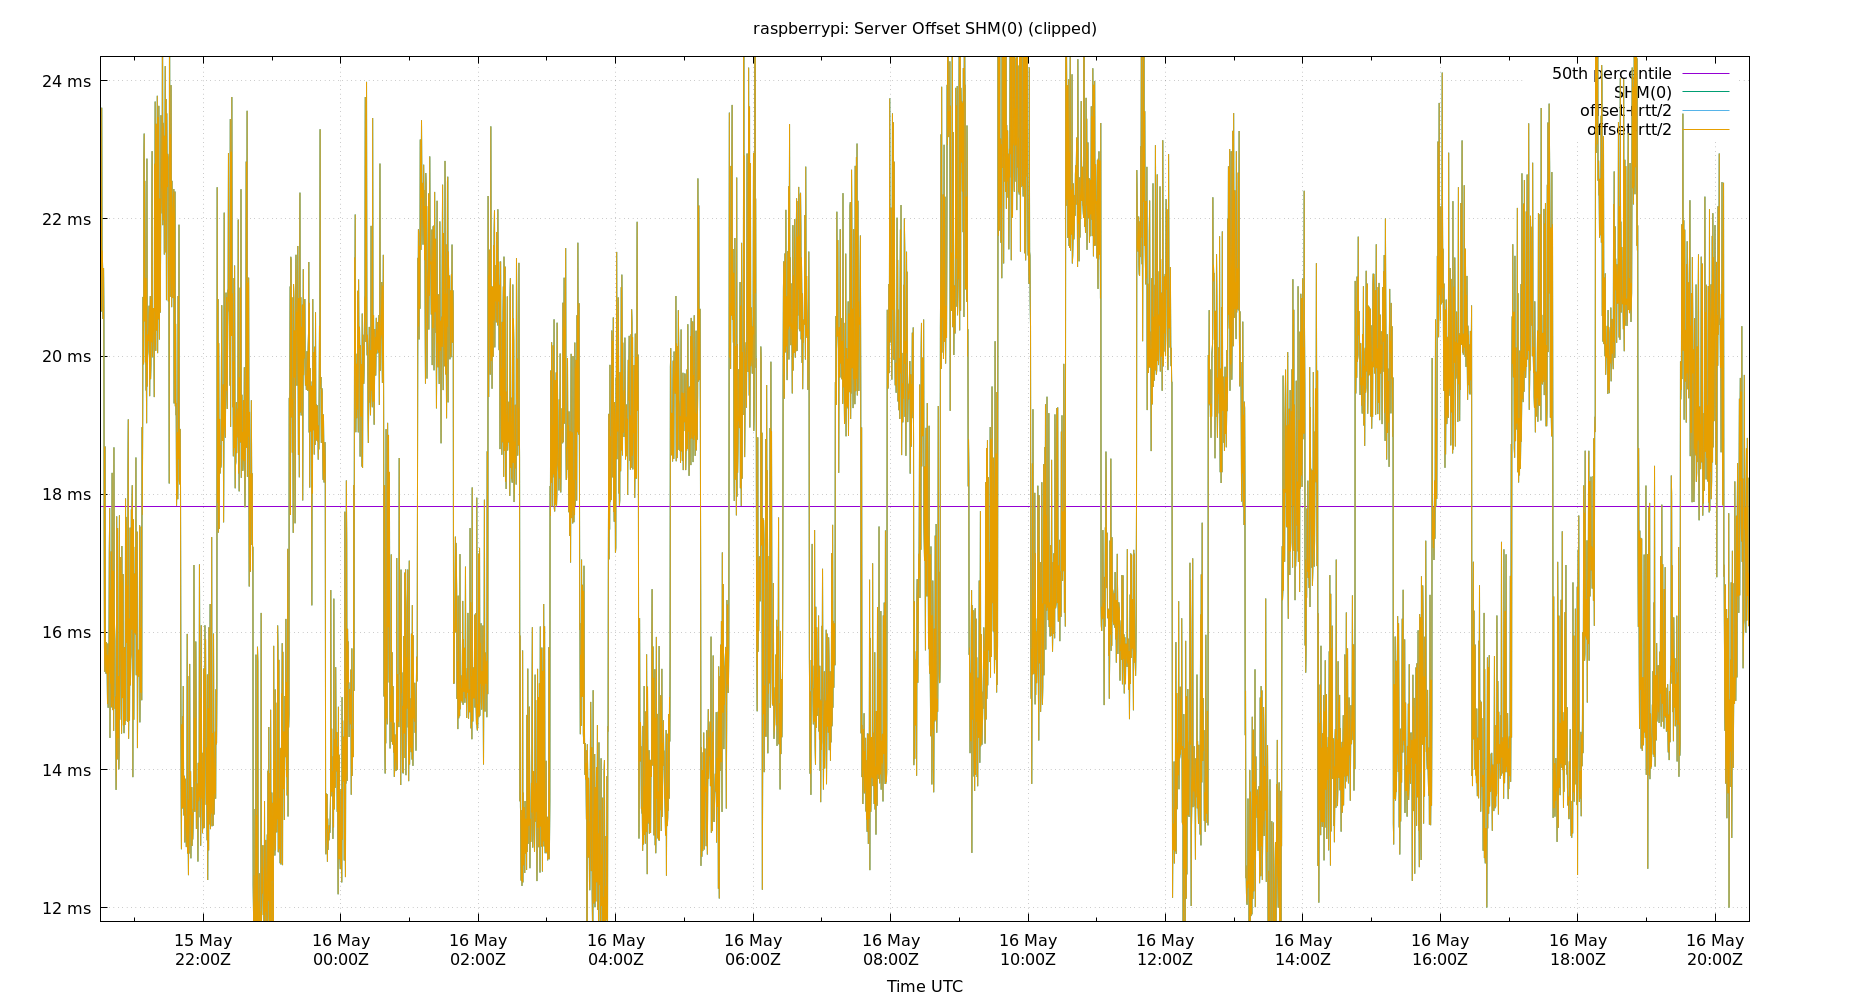 raspberrypi: Server Offset SHM(0) (clipped)
24 ms
22 ms
20 ms
18 ms
16 ms
14 ms
12 ms
50th percentile
SHM(0)
offset+rtt/2
offset-rtt/2
15 May 16 May 16 May 16 May 16 May 16 May 16 May 16 May 16 May 16 May 16 May 16 May
22:00Z 00:00Z 02:00Z 04:00Z 06:00Z 08:00Z 10:00Z 12:00Z 14:00Z 16:00Z 18:00Z 20:00Z
Time UTC